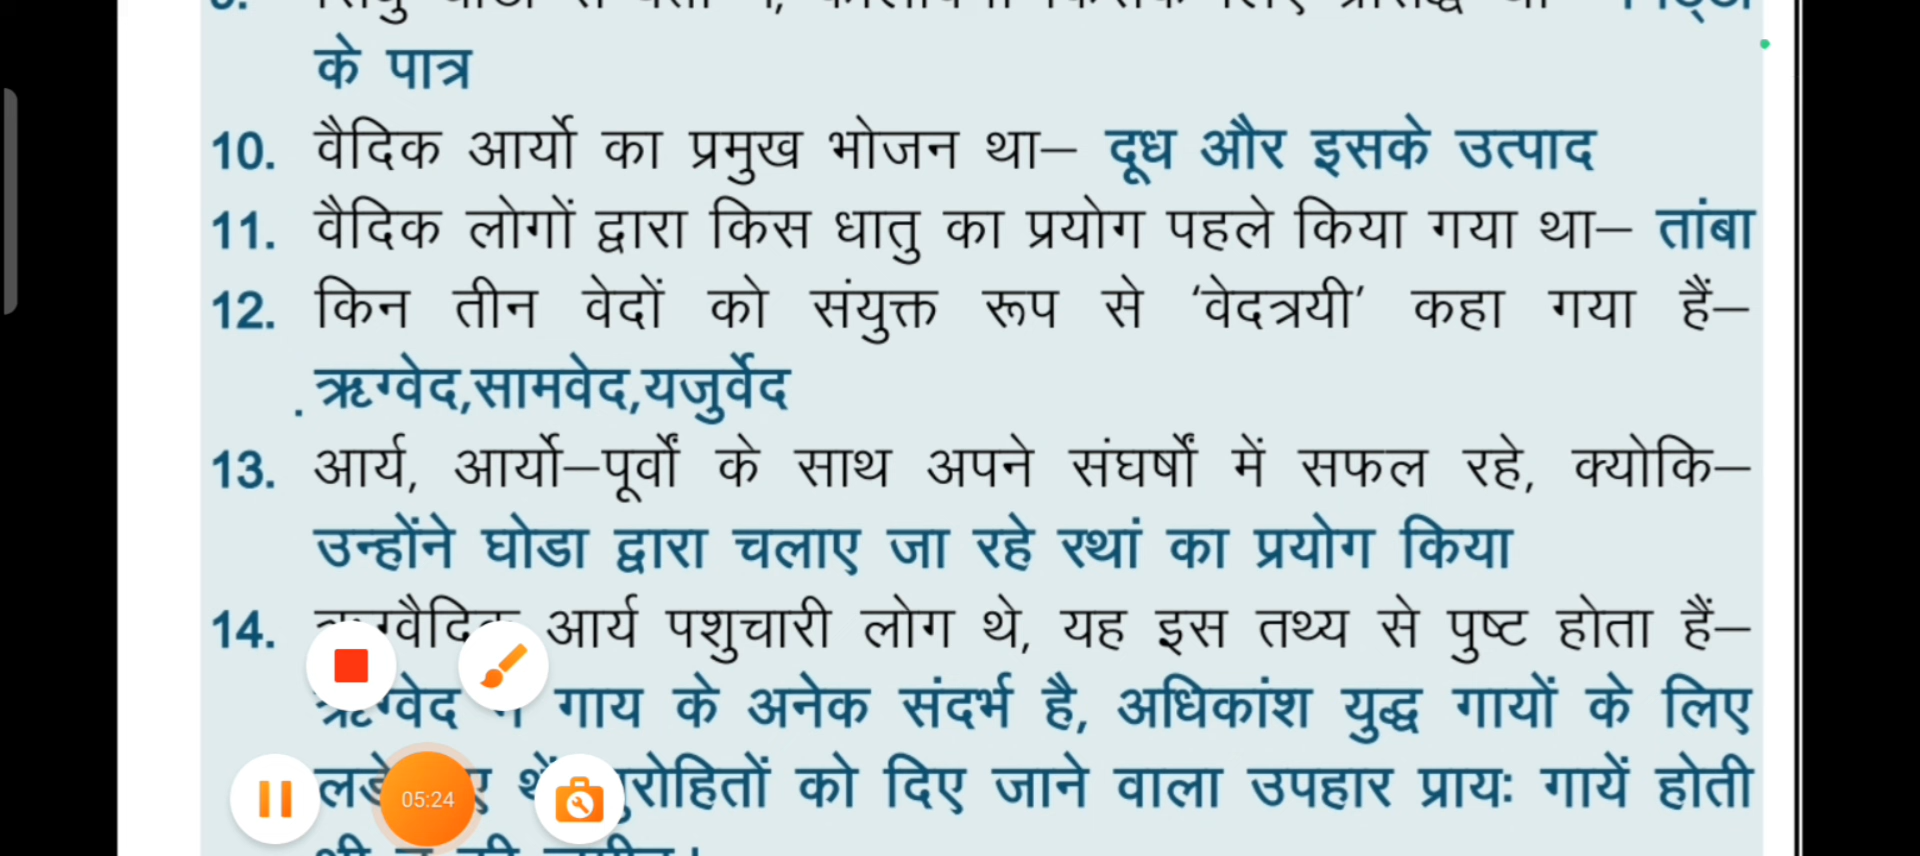 के पात्र
10. वैदिक आर्यो का प्रमुख भोजन था– दूध और इसके उत्पाद
11. वैदिक लोगों द्वारा किस धातु का प्रयोग पहले किया गया था– तांबा
12. किन तीन वेदों को संयुक्त रूप से ‘वेदत्रयी’ कहा गया हैं–
ऋग्वेद,सामवेद,यजुर्वेद
13. आर्य, आर्यो–पूर्वो के साथ अपने संघर्षों में सफल रहे, क्योकि–
उन्होंने घोडा द्वारा चलाए जा रहे रथां का प्रयोग किया
14. आर्य पशुचारी लोग थे, यह इस तथ्य से पुष्ट होता हैं–
गाय के अनेक संदर्भ है, अधिकांश युद्ध गायों के लिए
को दिए जाने वाला उपहार प्रायः गायें होती
05:24